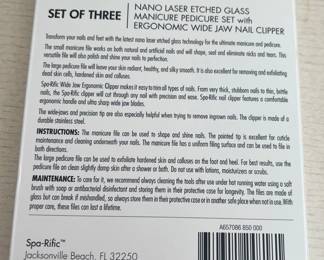 SET OF THREE
NANO LASER ETCHED GLASS
MANICURE PEDICURE SET with
ERGONOMIC WIDE JAW NAIL CLIPPER
Transform your nails and feet with the latest nano laser etched glass technology for the ultimate manicure and pedicure.
The small manicure file works on both natural and artificial nails and will shape, seal and eliminate nicks and tears. This
versatile file will also polish and shine your nails to perfection.
The large pedicure file will leave your skin radiant, healthy, and silky smooth. It is also excellent for removing and exfoliating
dead skin cells, hardened skin and calluses.
Spa-Rific Wide Jaw Ergonomic Clipper makes it easy to trim all types of nails. From very thick, stubborn nails to thin, brittle
nails, the Spa-Rific clipper will cut through any nail with precision and ease. Spa-Rific nail clipper features a comfortable
ergonomic handle and ultra sharp wide jaw blades.
The wide-jaws and precision tip are also especially helpful when trying to remove ingrown nails. The clipper is made of a
durable stainless steel.
INSTRUCTIONS: The manicure file can be used to shape and shine nails. The pointed tip is excellent for cuticle
maintenance and cleaning underneath your nails. The manicure file has a uniform filing surface and can be used to file in
both directions.
The large pedicure file can be used to exfoliate hardened skin and calluses on the foot and heel. For best results, use the
pedicure file on clean slightly damp skin after a shower or bath. Do not use with lotions, moisturizers or scrubs.
MAINTENANCE: To care for it, we recommend always cleaning the tools after use under hot running water using a soft
brush with soap or antibacterial disinfectant and storing them in their protective case for longevity. The files are made of
glass but can break if mishandled, so always store them in their protective case or in another safe place when not in use. With
proper care, these files can last a lifetime.
A657086 850 000
Spa-Rific™
Jacksonville Beach, FL 32250